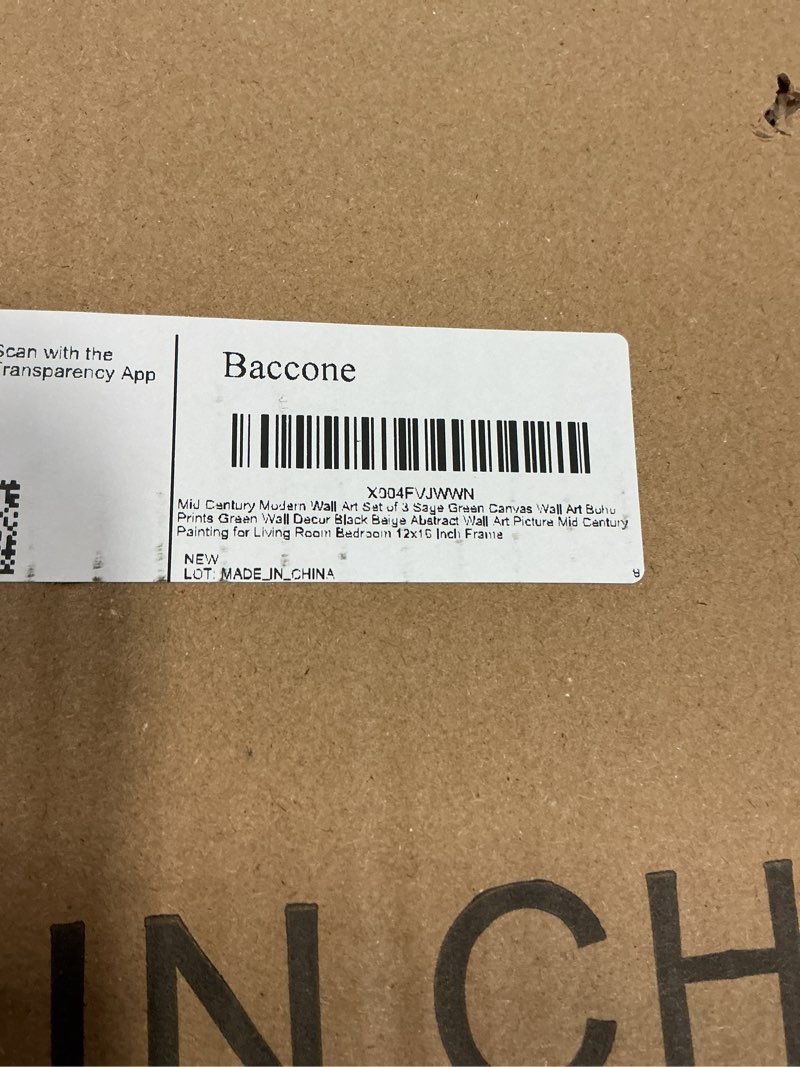 Scan with the
Transparency App
Baccone
X004FVJWWN
Mid Century Modern Wall Art Set of 3 Sage Green Canvas Wall Art Boho
Prints Green Wall Decor Black Beige Abstract Wall Art Picture Mid Century
Painting for Living Room Bedroom 12x16 Inch Frame
NEW
LOT: MADE_IN_CHINA
IN CH